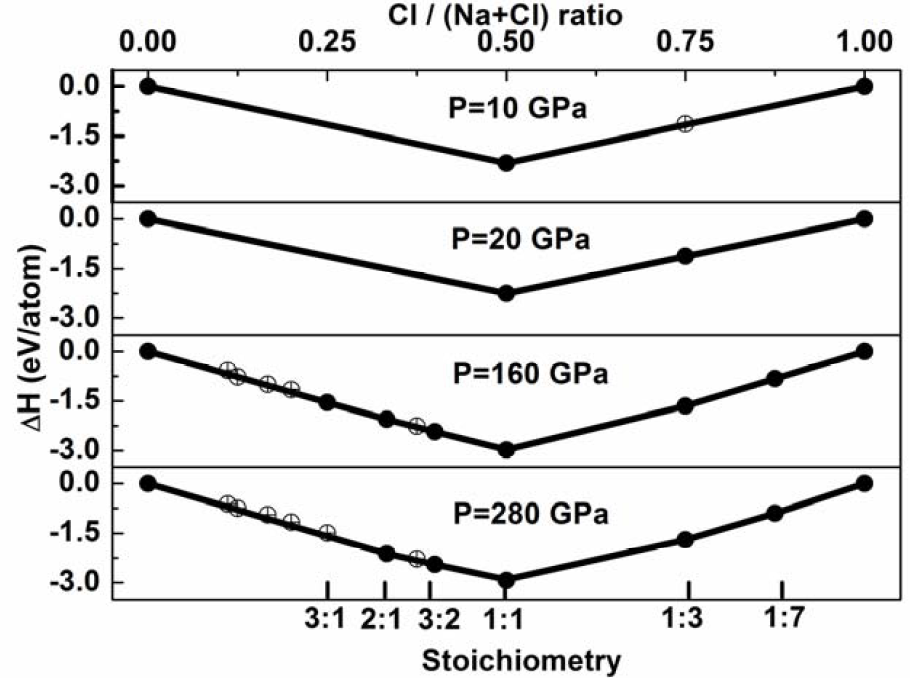 Cl / (Na+Cl) ratio
0.00 0.25 0.50 0.75 1.00
0.0
P=10 GPa
-1.5
-3.0
0.0
P=20 GPa
-1.5
-3.0
ΔH (eV/atom)
0.0
P=160 GPa
-1.5
-3.0
0.0
P=280 GPa
-1.5
-3.0
3:1 2:1 3:2 1:1 1:3 1:7
Stoichiometry